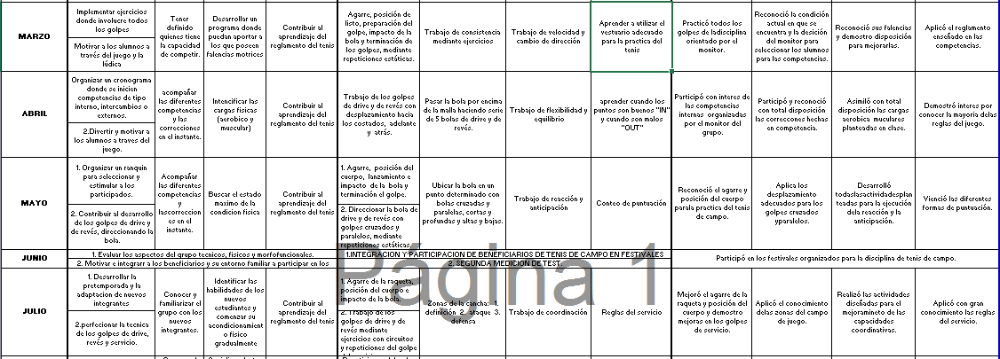 MARZO
Implementar ejercicios
donde involucre todos
los golpes
Motivar a los alumnos a
través del juego y la
lúdica
Tener
definido
quienes tiene
la capacidad
de competir.
Desarrollar un
programa donde
puedan aportar a
los que poseen
falencias motrices
Contribuir al
aprendizaje del
reglamento del tenis
Agarre, posición de
listo, preparación del
golpe, impacto de la
bola y terminación de
los golpes, mediante
repeticiones estáticas.
Trabajo de consistencia
mediante ejercicios
Trabajo de velocidad y
cambio de dirección
Aprender a utilizar el
vestuario adecuado
para la practica del
tenis
Practicó todos los
golpes de ladisciplina
orientado por el
monitor.
Reconoció la condición
actual en que se
encuentra y la desición
del monitor para
seleccionar los alumnos
para las competencias.
Reconoció sus falencias
y demostro disposición
para mejorarlas.
Aplicó el reglamento
enseñado en las
competencias.
ABRIL
Organizar un cronograma
donde se inicien
competencias de tipo
interno, intercambios o
externos.
2.Divertir y motivar a
los alumnos a traves del
juego.
acompañar
las diferentes
competencias
y las
correcciones
en el instante.
Intencificar las
cargas físicas
(aerobico y
muscular)
Contribuir al
aprendizaje del
reglamento del tenis
Trabajo de los golpes
de drive y de revés con
desplazamiento hacia
los costados, adelante
y atrás.
Pasar la bola por encima
de la malla haciendo serie
de 5 bolas de drive y de
revés.
Trabajo de flexibilidad y
equilibrio
aprender cuando los
puntos son buenos "IN"
y cuando son malos
"OUT"
Participó con interes de
las competencias
internas organizadas
por el monitor del
grupo.
Participó y reconoció
con total disposición
las correcciones hechas
en competencia.
Asimiló con total
disposición las cargas
aerobica muculares
planteadas en clase.
Demostró interes por
conocer la mayoria delas
reglas del juego.
MAYO
1. Organizar un ranquin
para seleccionar y
estimular a los
participados.
2. Contribuir al desarrollo
de los golpes de drive y
de revés, direccionando la
bola.
Acompañar
las diferentes
competencias
y
lascorreccion
es en el
instante.
Buscar el estado
maximo de la
condicion fisica
Contribuir al
aprendizaje del
reglamento del tenis
1. Agarre, posición del
cuerpo, lanzamiento e
impacto de la bola y
terminación el golpe.
2. Direccionar la bola de
drive y de revés con
golpes cruzados y
paralelos, mediante
repeticiones estáticas.
Ubicar la bola en un
punto determinado con
bolas cruzadas y
paralelas, cortas y
profundas y altas y bajas.
Trabajo de reacción y
anticipación
Conteo de puntuación
Reconoció el agarre y
posición del cuerpo
parala practica del tenis
de campo.
Aplica los
desplazamiento
adecuados para los
golpes cruzados
yparalelos.
Desarrolló
todaslasactividadesplan
teadas para la ejecución
dela reacción y la
anticipación.
Vienció las diferentes
formas de puntuación.
JUNIO
1. Evaluar los aspectos del grupo tecnicos, fisicos y morfofuncionales.
2. Motivar e integrar a los beneficiarios y su entorno familiar a participar en los
1.INTEGRACION Y PARTICIPACION DE BENEFICIARIOS DE TENIS DE CAMPO EN FESTIVALES
2. SEGUNDA MEDICION DE TEST.
Participó en los festivales organizados para la disciplina de tenis de campo.
Página 1
JULIO
1. Desarrollar la
pretemporada y la
adaptacion de nuevos
integrantes
2.perfecionar la tecnica
de los golpes de drive,
revés y servicio.
Conocer y
familiarizar el
grupo con los
nuevos
integrantes.
Identificar las
habilidades de los
nuevos
estudiantes y
comenzar su
acondicionamient
o fisico
gradualmente
Contribuir al
aprendizaje del
reglamento del tenis
1. Agarre de la raqueta,
posición del cuerpo e
impacto de la bola.
2. Trabajo de los
golpes de drive y de
revés mediante
ejercicios con circuitos
y repeticiones del golpe
Zonas de la cancha: 1.
definición 2. ataque 3.
defensa
Trabajo de coordinación
Reglas del servicio
Mejoró el agarre de la
raqueta y posición del
cuerpo y demostro
mejoras en los golpes
de servicio.
Aplicó el conocimiento
delas zonas del campo
de juego.
Realizó las actividades
diseñadas para el
mejoramineto de las
capacidades
coordinativas.
Aplicó con gran
conocimiento las reglas
del servicio.